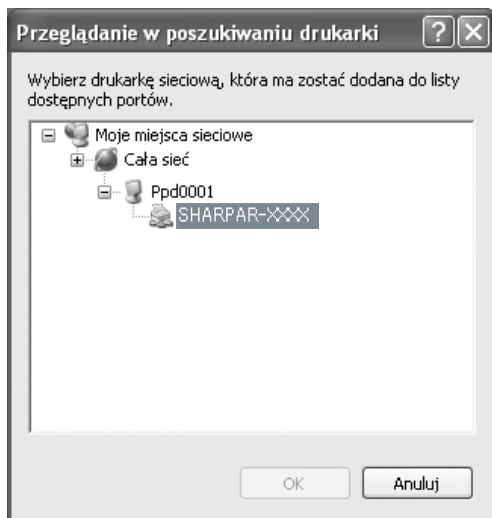 Przeglądanie w poszukiwaniu drukarki
Wybierz drukarkę sieciową, która ma zostać dodana do listy
dostępnych portów.
Moje miejsca sieciowe
Cała sieć
Ppd0001
SHARPAR-XXXX
OK
Anuluj